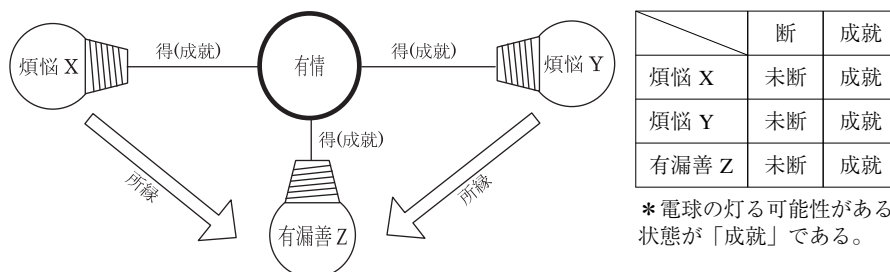 煩悩 X
得(成就)
有情
得(成就)
煩悩 Y
得(成就)
所縁
所縁
有漏善 Z
断 成就
煩悩 X 未断 成就
煩悩 Y 未断 成就
有漏善 Z 未断 成就
＊電球の灯る可能性がある
状態が「成就」である。